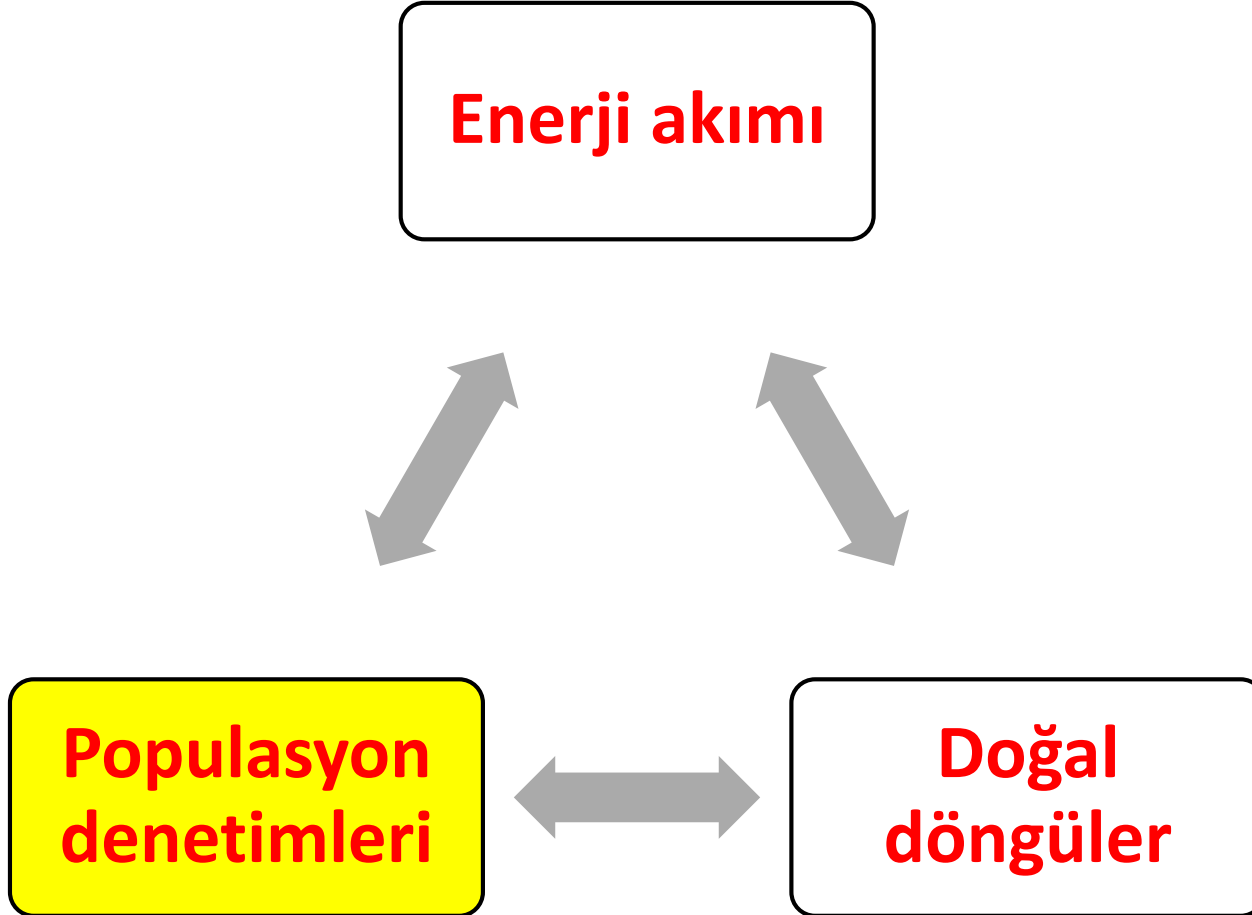 Enerji akımı
Populasyon
denetimleri
Doğal
döngüler